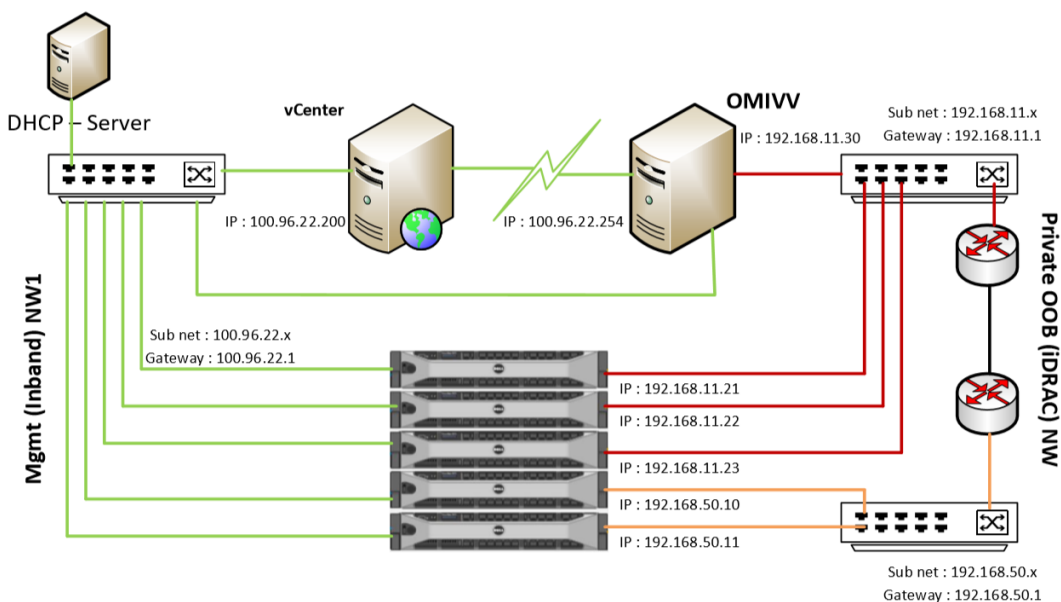 DHCP – Server
vCenter
OMIVV
IP : 192.168.11.30
Sub net : 192.168.11.x
Gateway : 192.168.11.1
IP : 100.96.22.200
IP : 100.96.22.254
Mgmt (Inband) NW1
Private OOB (iDRAC) NW
Sub net : 100.96.22.x
Gateway : 100.96.22.1
IP : 192.168.11.21
IP : 192.168.11.22
IP : 192.168.11.23
IP : 192.168.50.10
IP : 192.168.50.11
Sub net : 192.168.50.x
Gateway : 192.168.50.1